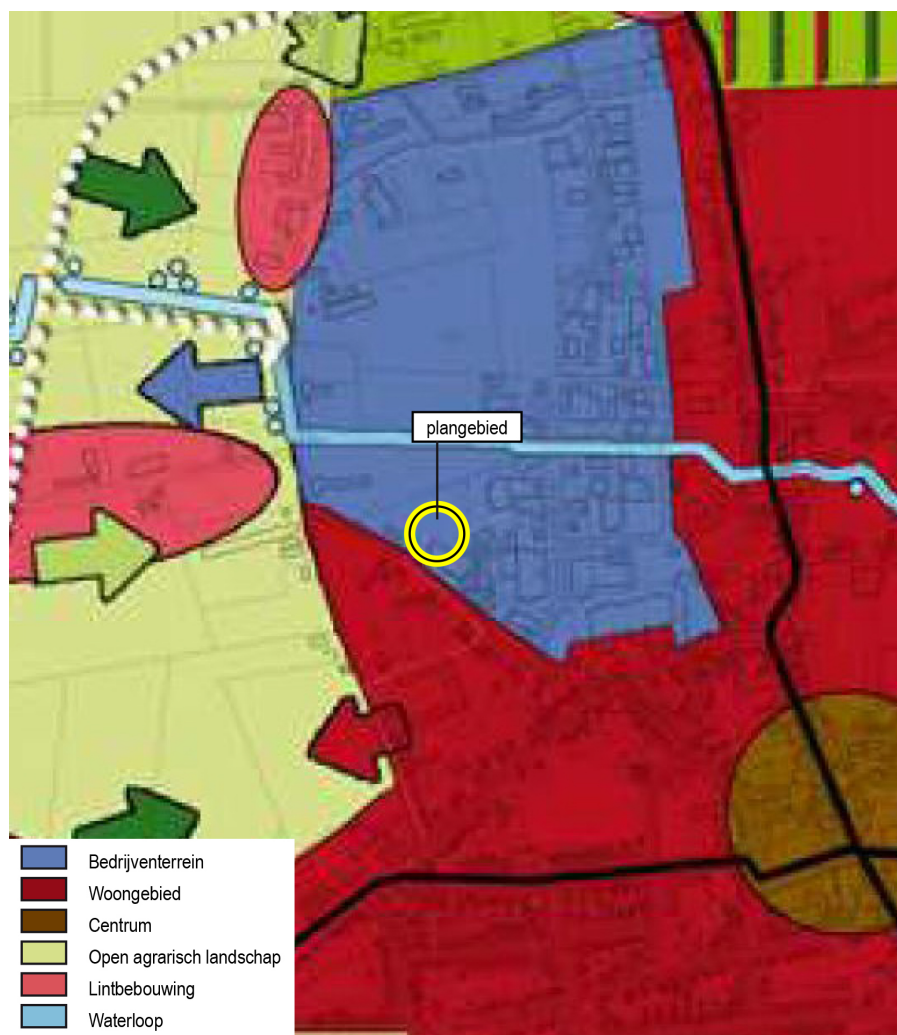 plangebied
Bedrijventerrein
Woongebied
Centrum
Open agrarisch landschap
Lintbebouwing
Waterloop